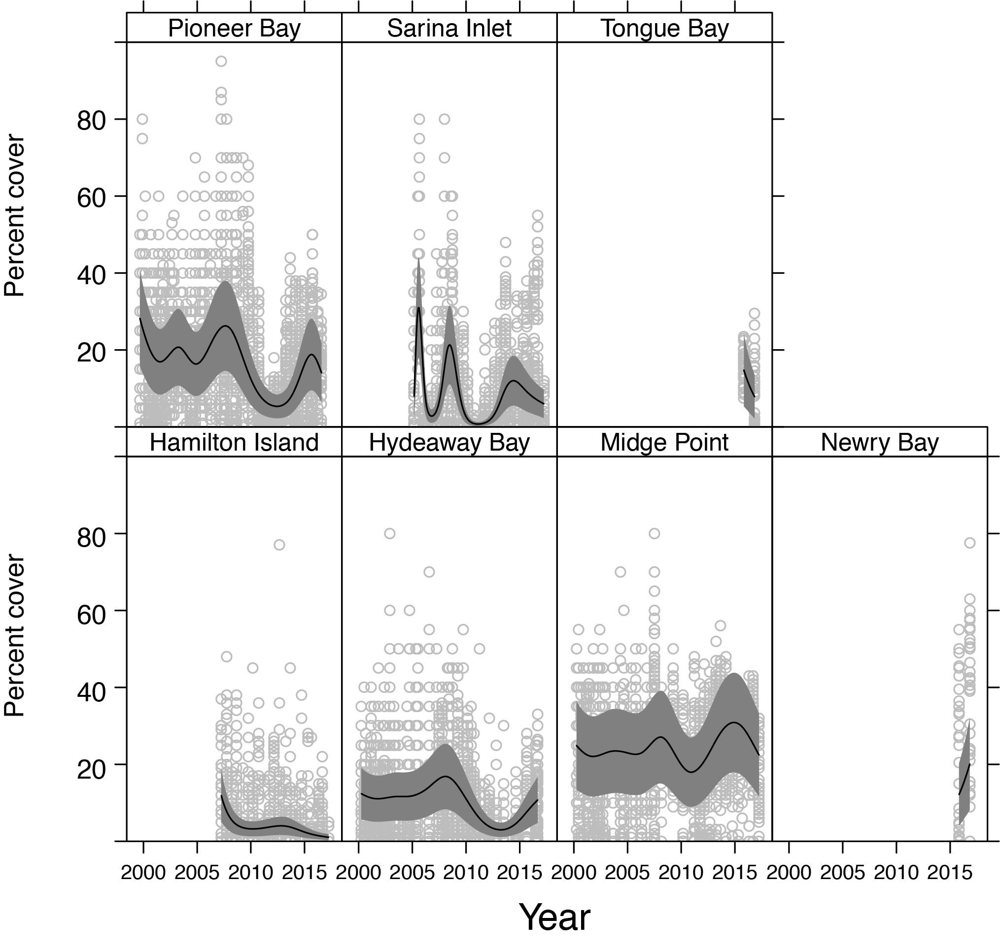 Pioneer Bay Sarina Inlet Tongue Bay
Percent cover
80
60
40
20
Hamilton Island Hydeaway Bay Midge Point Newry Bay
Percent cover
80
60
40
20
2000 2005 2010 2015 2000 2005 2010 2015 2000 2005 2010 2015 2000 2005 2010 2015
Year